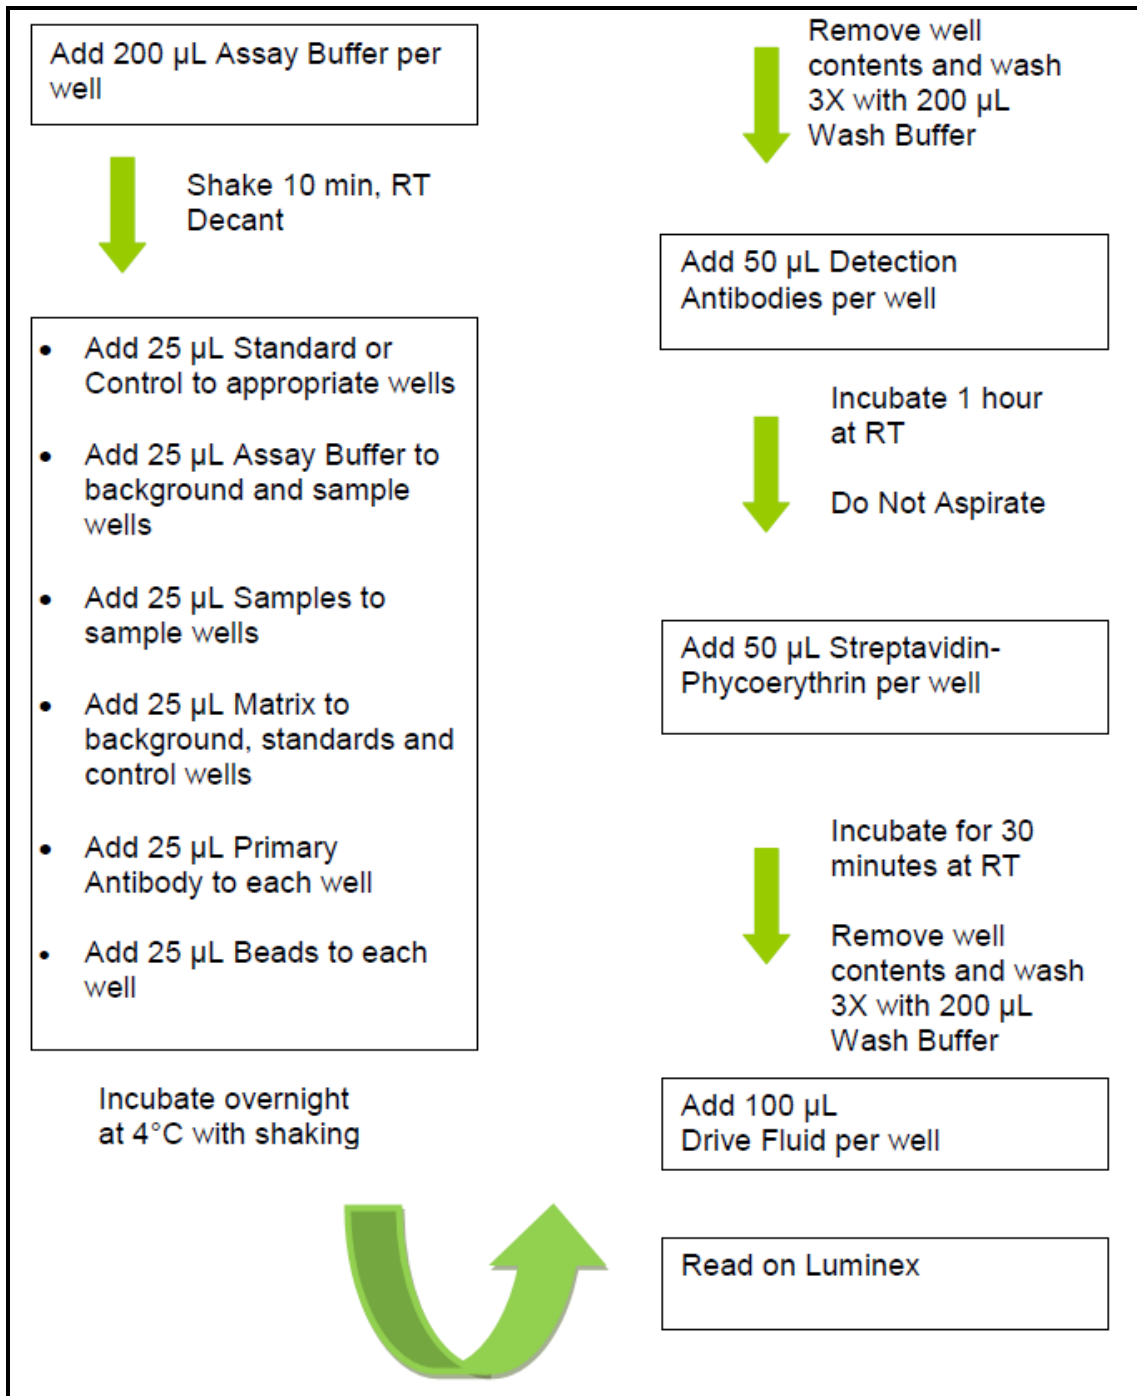 Add 200 µL Assay Buffer per
well
Shake 10 min, RT
Decant
• Add 25 µL Standard or
Control to appropriate wells
• Add 25 µL Assay Buffer to
background and sample
wells
• Add 25 µL Samples to
sample wells
• Add 25 µL Matrix to
background, standards and
control wells
• Add 25 µL Primary
Antibody to each well
• Add 25 µL Beads to each
well
Incubate overnight
at 4°C with shaking
Remove well
contents and wash
3X with 200 µL
Wash Buffer
Add 50 µL Detection
Antibodies per well
Incubate 1 hour
at RT
Do Not Aspirate
Add 50 µL Streptavidin-
Phycoerythrin per well
Incubate for 30
minutes at RT
Remove well
contents and wash
3X with 200 µL
Wash Buffer
Add 100 µL
Drive Fluid per well
Read on Luminex